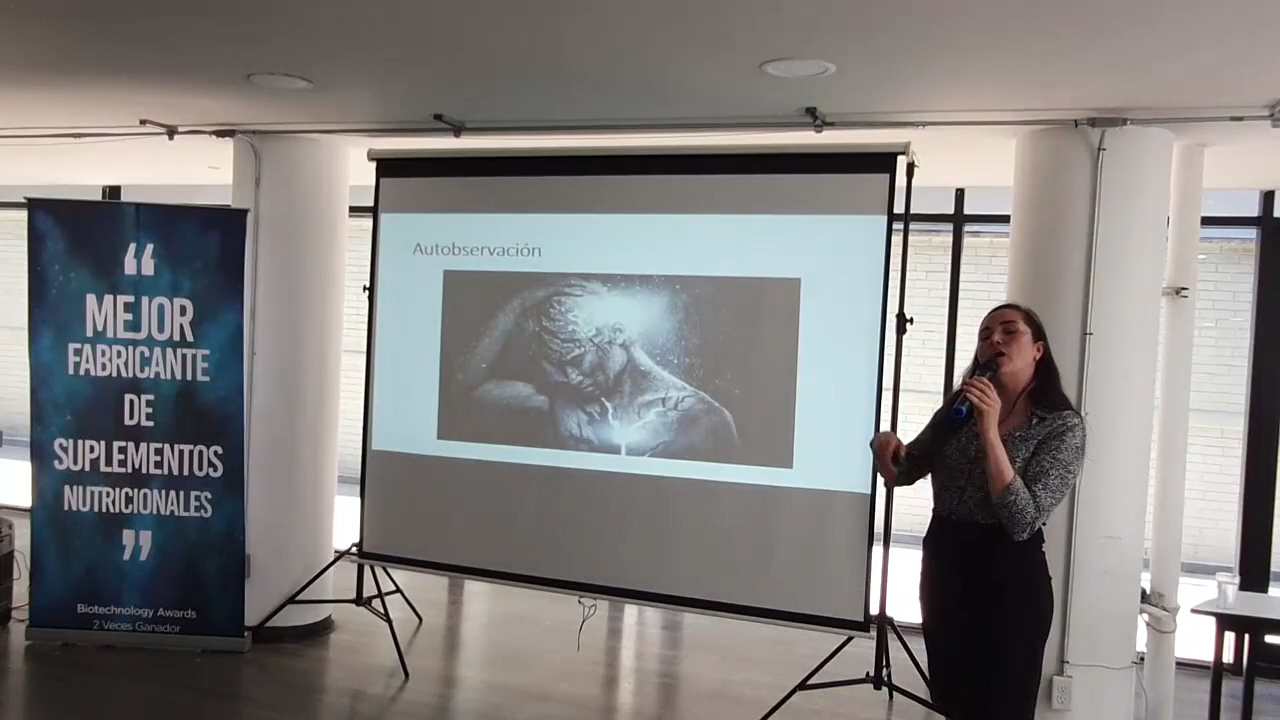 “
MEJOR
FABRICANTE
DE
SUPLEMENTOS
NUTRICIONALES
”
Biotechnology Awards
2 Veces Ganador
Autobservación